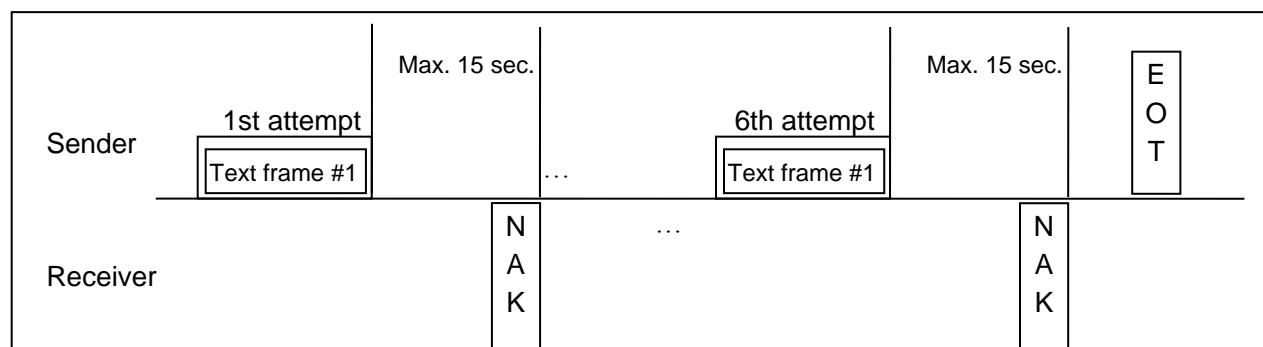 Max. 15 sec.
Max. 15 sec.
E
O
T
1st attempt
6th attempt
Sender
Text frame #1
...
Text frame #1
N
A
K
...
N
A
K
Receiver